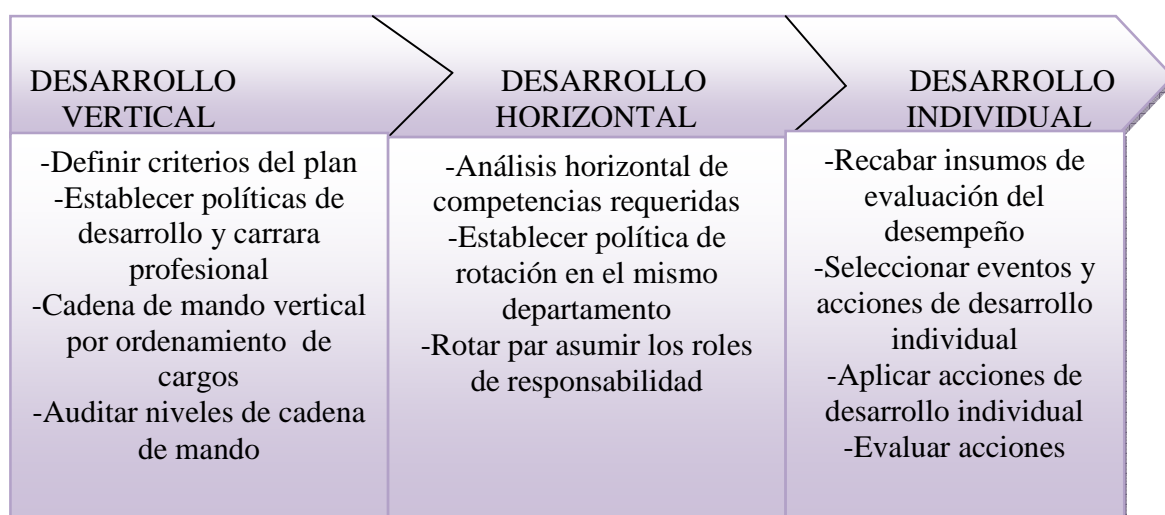 DESARROLLO
VERTICAL
-Definir criterios del plan
-Establecer políticas de
desarrollo y carrara
profesional
-Cadena de mando vertical
por ordenamiento de
cargos
-Auditar niveles de cadena
de mando
DESARROLLO
HORIZONTAL
-Análisis horizontal de
competencias requeridas
-Establecer política de
rotación en el mismo
departamento
-Rotar par asumir los roles
de responsabilidad
DESARROLLO
INDIVIDUAL
-Recabar insumos de
evaluación del
desempeño
-Seleccionar eventos y
acciones de desarrollo
individual
-Aplicar acciones de
desarrollo individual
-Evaluar acciones